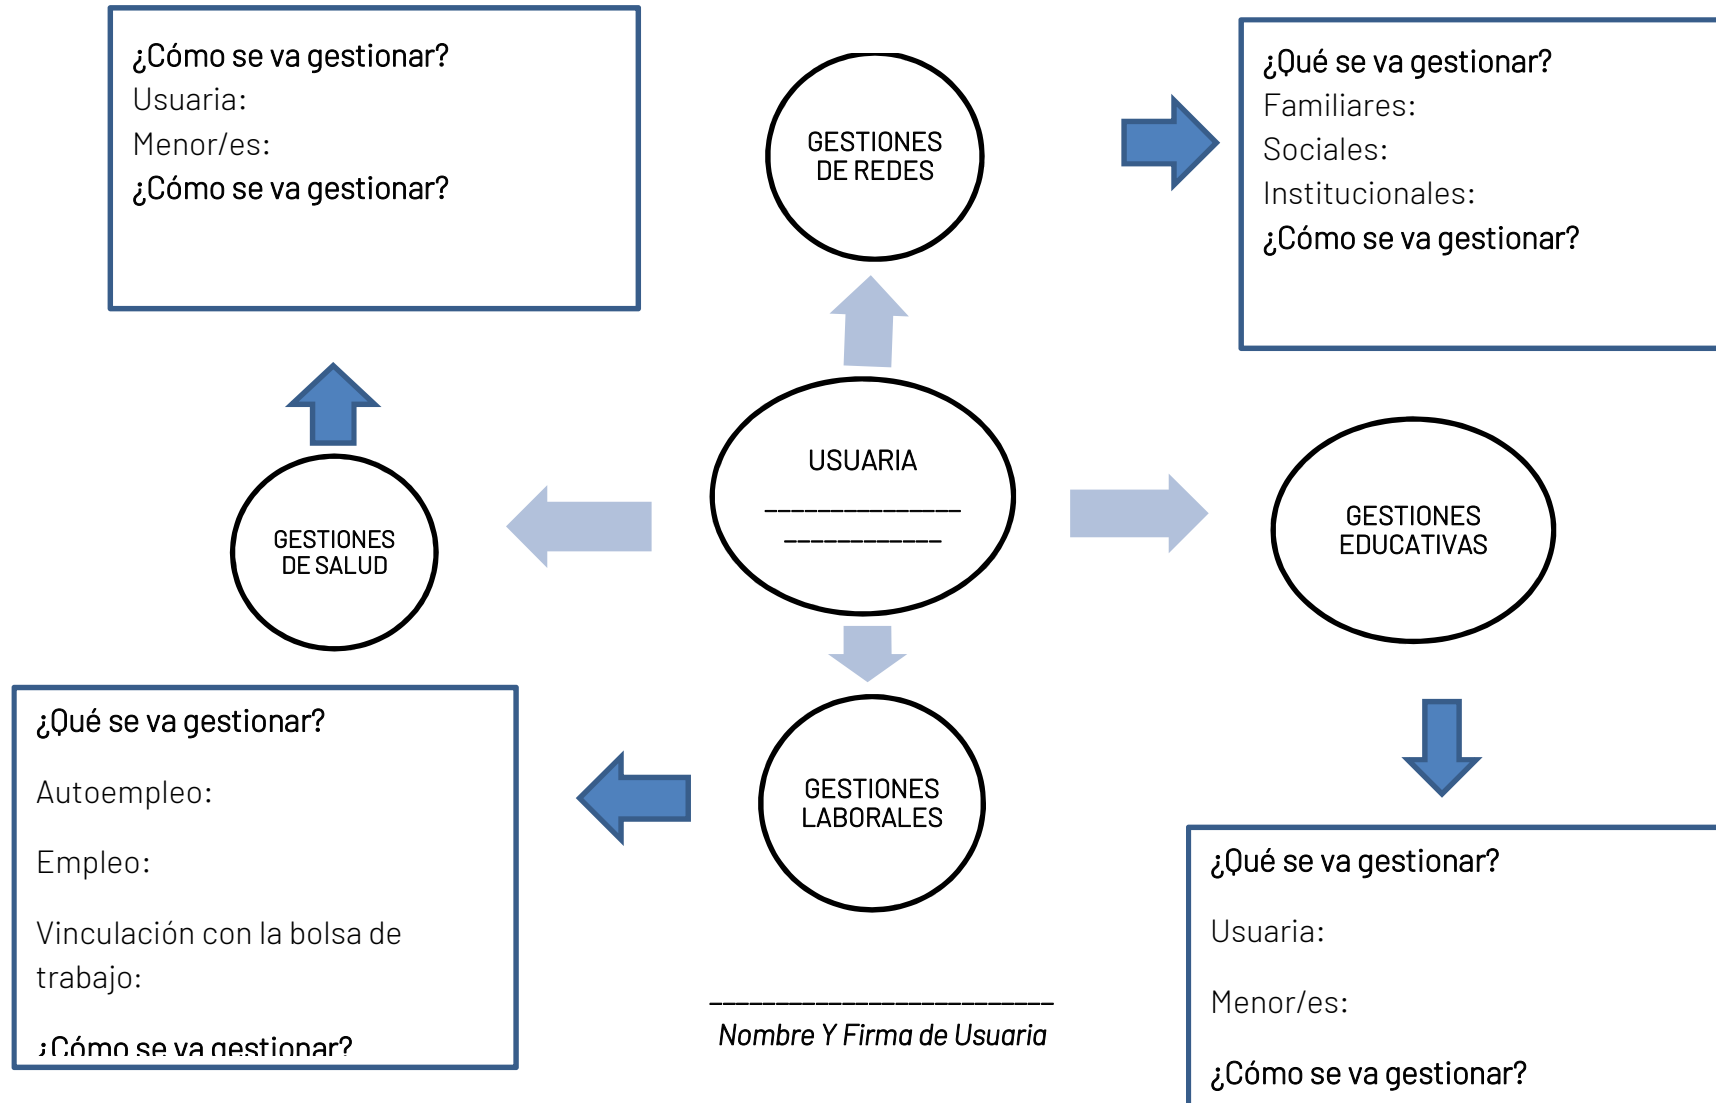 ¿Cómo se va gestionar?
Usuaria:
Menor/es:
¿Cómo se va gestionar?
GESTIONES
DE REDES
¿Qué se va gestionar?
Familiares:
Sociales:
Institucionales:
¿Cómo se va gestionar?
GESTIONES
DE SALUD
USUARIA
_______________
____________
GESTIONES
EDUCATIVAS
¿Qué se va gestionar?
Autoempleo:
Empleo:
Vinculación con la bolsa de
trabajo:
¿Cómo se va gestionar?
GESTIONES
LABORALES
__________________________
Nombre Y Firma de Usuaria
¿Qué se va gestionar?
Usuaria:
Menor/es:
¿Cómo se va gestionar?